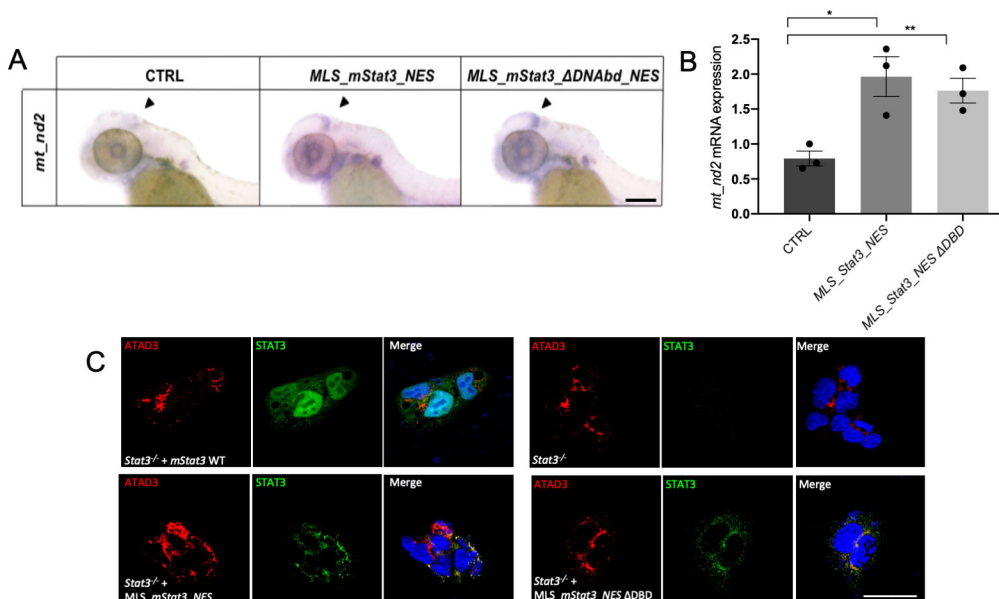 A
CTRL
MLS_mStat3_NES
MLS_mStat3_ΔDNAbd_NES
mt_nd2
B
*
**
mt_nd2 mRNA expression
2.5
2.0
1.5
1.0
0.5
0.0
CTRL
MLS_Stat3_NES
MLS_Stat3_NES ΔDBD
C
ATAD3
STAT3
Merge
Stat3-/- + mStat3 WT
ATAD3
STAT3
Merge
Stat3-/-
ATAD3
STAT3
Merge
Stat3-/- +
MLS_mStat3_NES
ATAD3
STAT3
Merge
Stat3-/- +
MLS_mStat3_NES ΔDBD